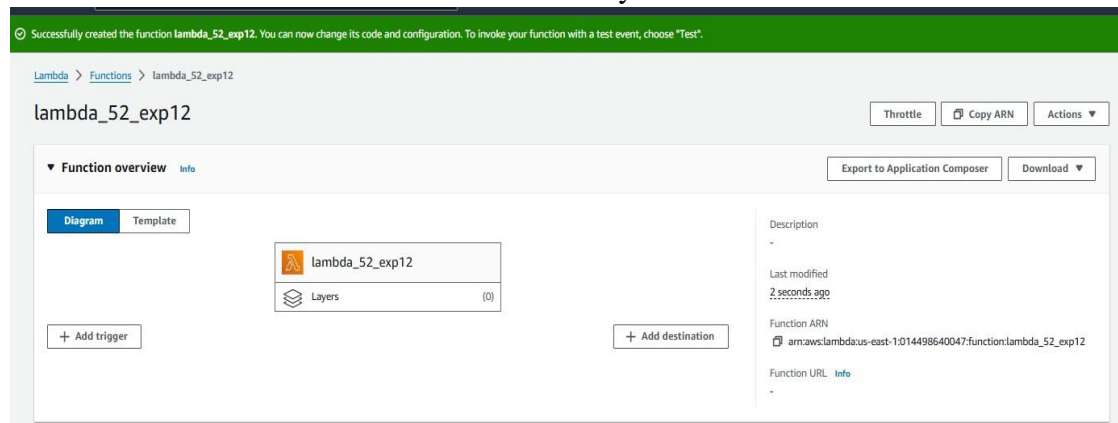 Successfully created the function lambda_52_exp12. You can now change its code and configuration. To invoke your function with a test event, choose "Test".
Lambda > Functions > lambda_52_exp12
lambda_52_exp12
Throttle Copy ARN Actions
Function overview Info
Export to Application Composer Download
Diagram Template
Description
-
lambda_52_exp12
Last modified
Layers (0)
2 seconds ago
Function ARN
+ Add trigger + Add destination
arn:aws:lambda:us-east-1:014498640047:function:lambda_52_exp12
Function URL Info
-